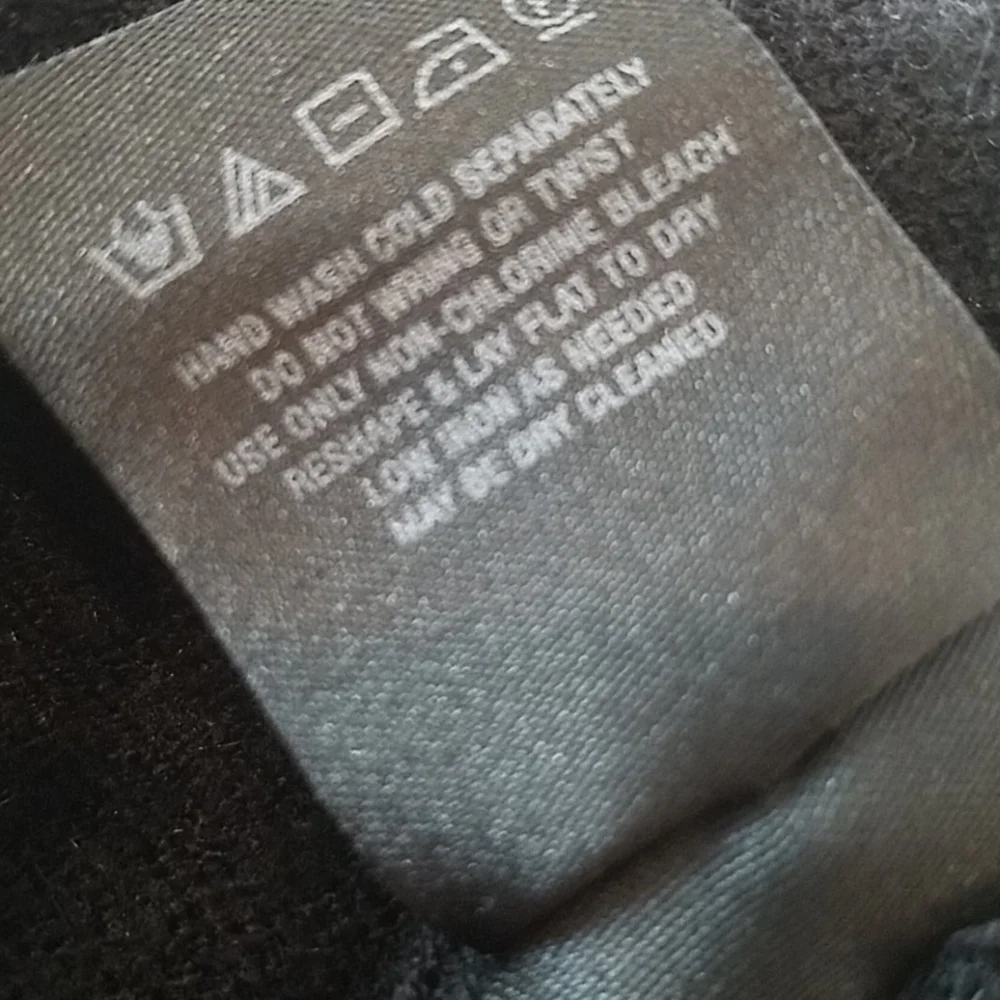 HAND WASH COLD SEPARATELY
DO NOT WRING OR TWIST
USE ONLY NON-CHLORINE BLEACH
RESHAPE & LAY FLAT TO DRY
LOW IRON AS NEEDED
MAY BE DRY CLEANED